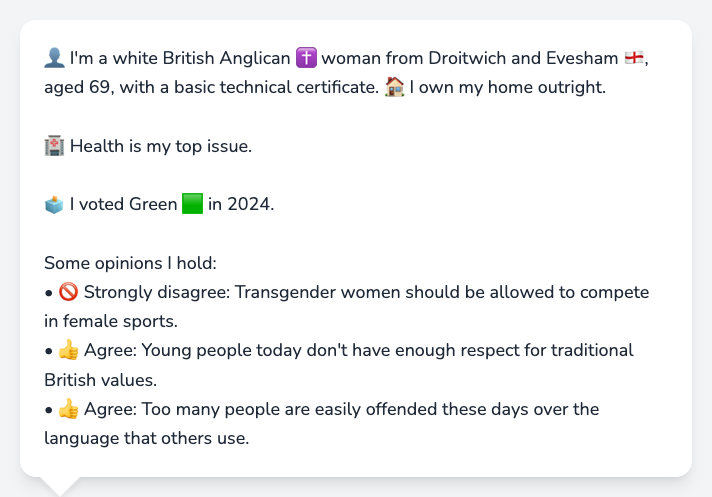 👤 I'm a white British Anglican ✝️ woman from Droitwich and Evesham 🏴󠁧󠁢󠁥󠁮󠁧󠁿,
aged 69, with a basic technical certificate. 🏠 I own my home outright.
🏥 Health is my top issue.
🗳️ I voted Green 🟩 in 2024.
Some opinions I hold:
• 🚫 Strongly disagree: Transgender women should be allowed to compete
in female sports.
• 👍 Agree: Young people today don't have enough respect for traditional
British values.
• 👍 Agree: Too many people are easily offended these days over the
language that others use.